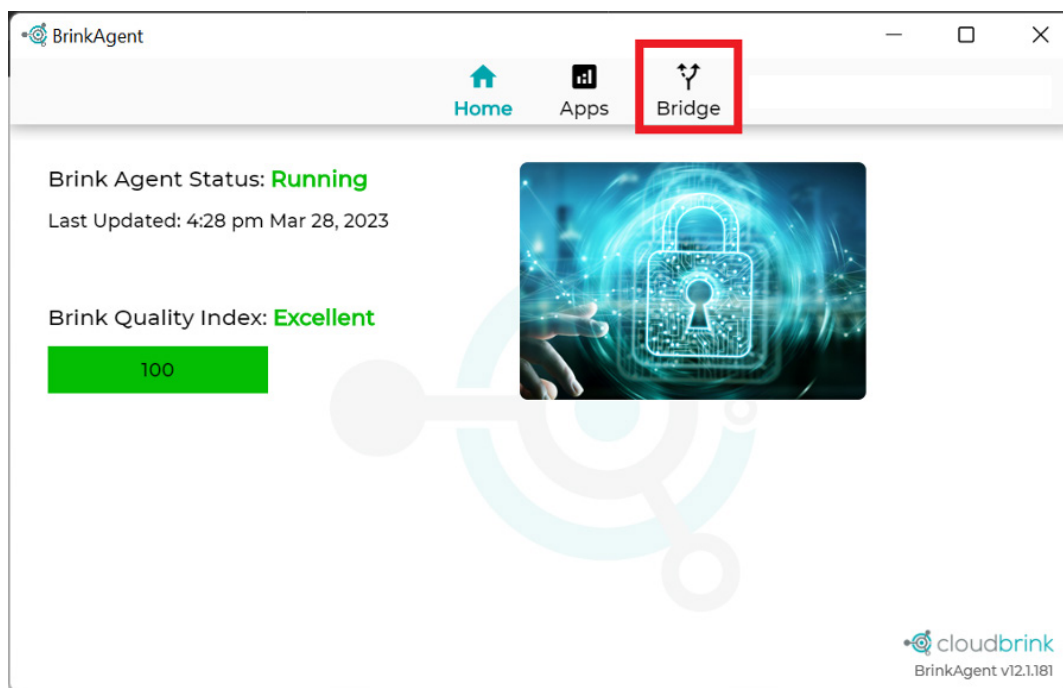 BrinkAgent
Home Apps Bridge
Brink Agent Status: Running
Last Updated: 4:28 pm Mar 28, 2023
Brink Quality Index: Excellent
100
cloudbrink
BrinkAgent v12.1.181